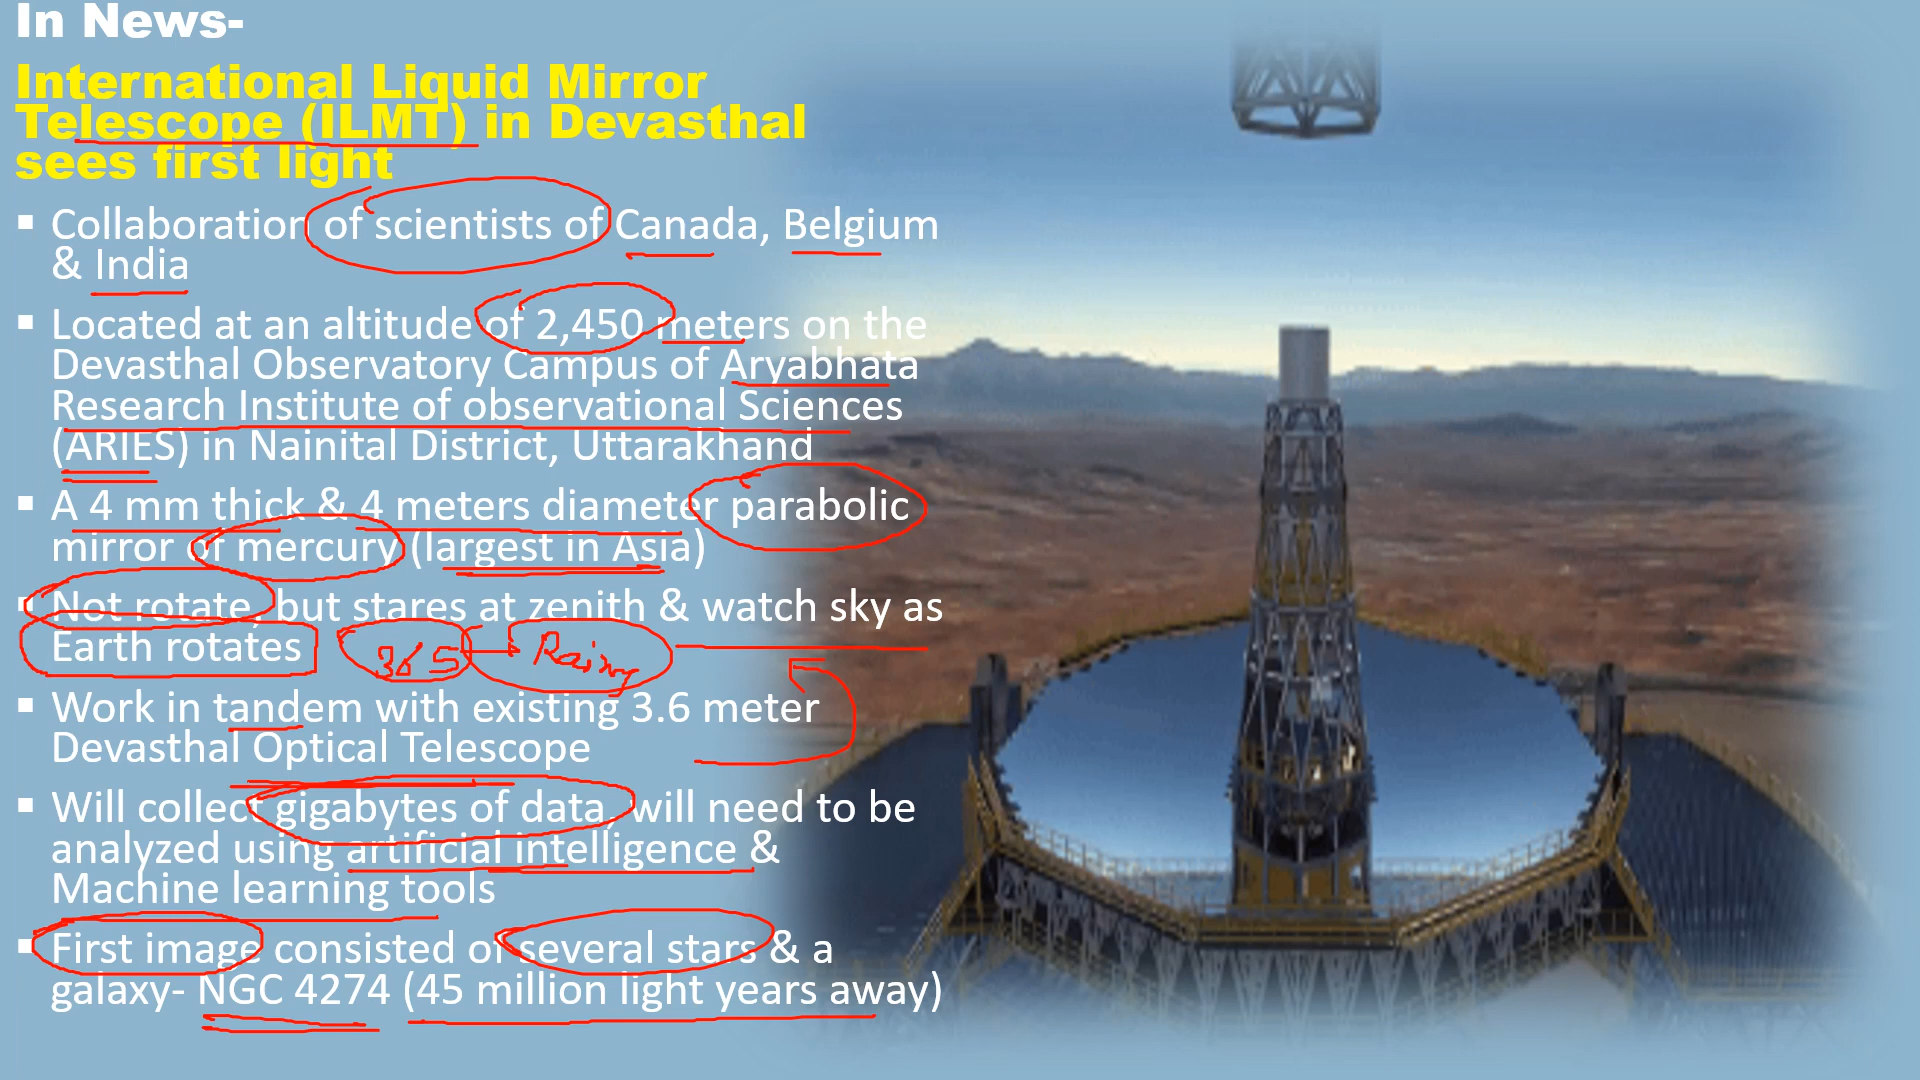 In News-
International Liquid Mirror
Telescope (ILMT) in Devasthal
sees first light
▪ Collaboration of scientists of Canada, Belgium
& India
▪ Located at an altitude of 2,450 meters on the
Devasthal Observatory Campus of Aryabhata
Research Institute of observational Sciences
(ARIES) in Nainital District, Uttarakhand
▪ A 4 mm thick & 4 meters diameter parabolic
mirror of mercury (largest in Asia)
▪ Not rotate, but stares at zenith & watch sky as
Earth rotates
365 → Rainy
▪ Work in tandem with existing 3.6 meter
Devasthal Optical Telescope
▪ Will collect gigabytes of data, will need to be
analyzed using artificial intelligence &
Machine learning tools
▪ First image consisted of several stars & a
galaxy- NGC 4274 (45 million light years away)